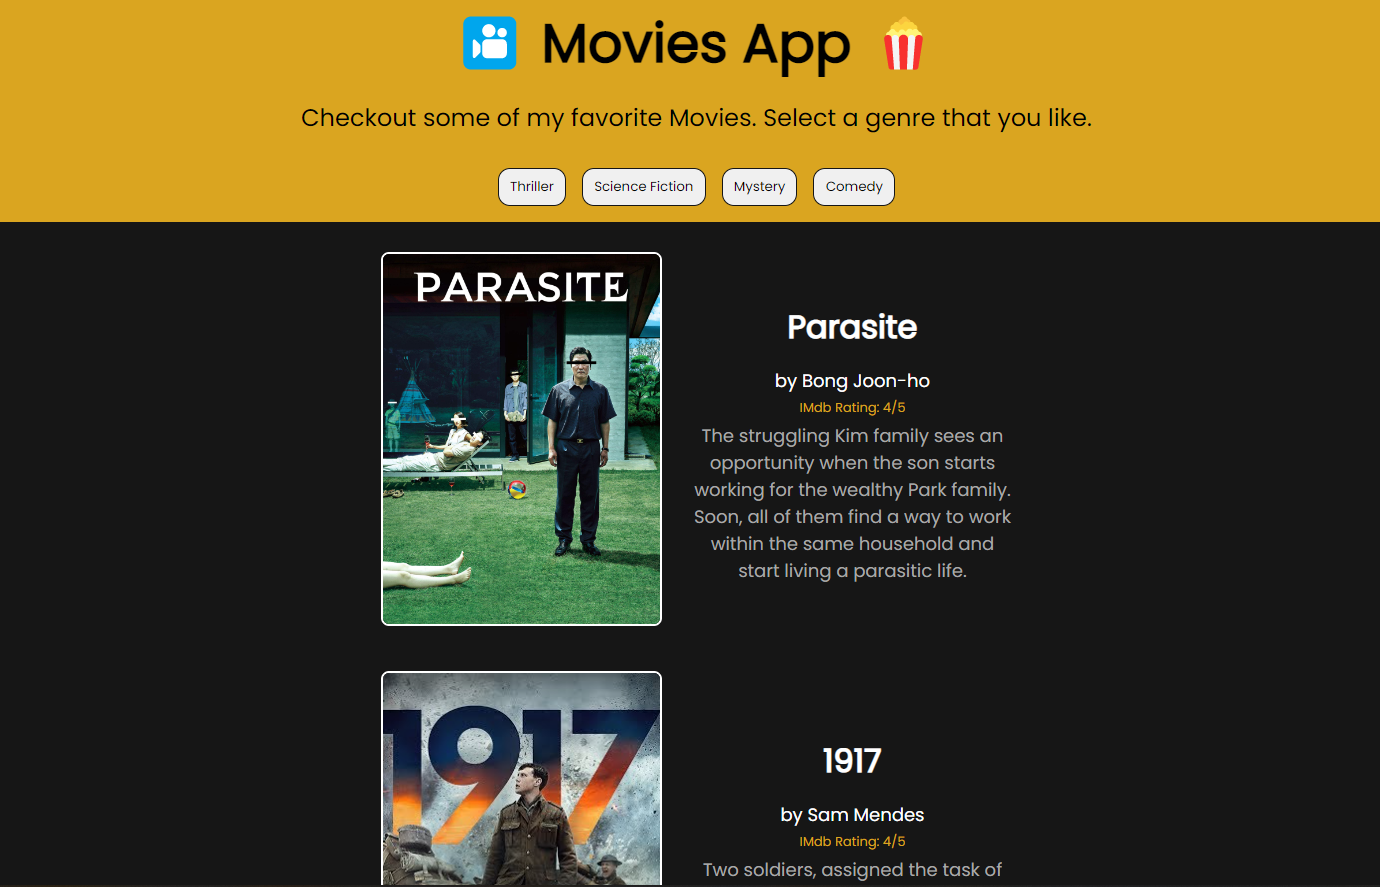 Movies App
Checkout some of my favorite Movies. Select a genre that you like.
Thriller
Science Fiction
Mystery
Comedy
PARASITE
Parasite
by Bong Joon-ho
IMdb Rating: 4/5
The struggling Kim family sees an
opportunity when the son starts
working for the wealthy Park family.
Soon, all of them find a way to work
within the same household and
start living a parasitic life.
1917
1917
by Sam Mendes
IMdb Rating: 4/5
Two soldiers, assigned the task of